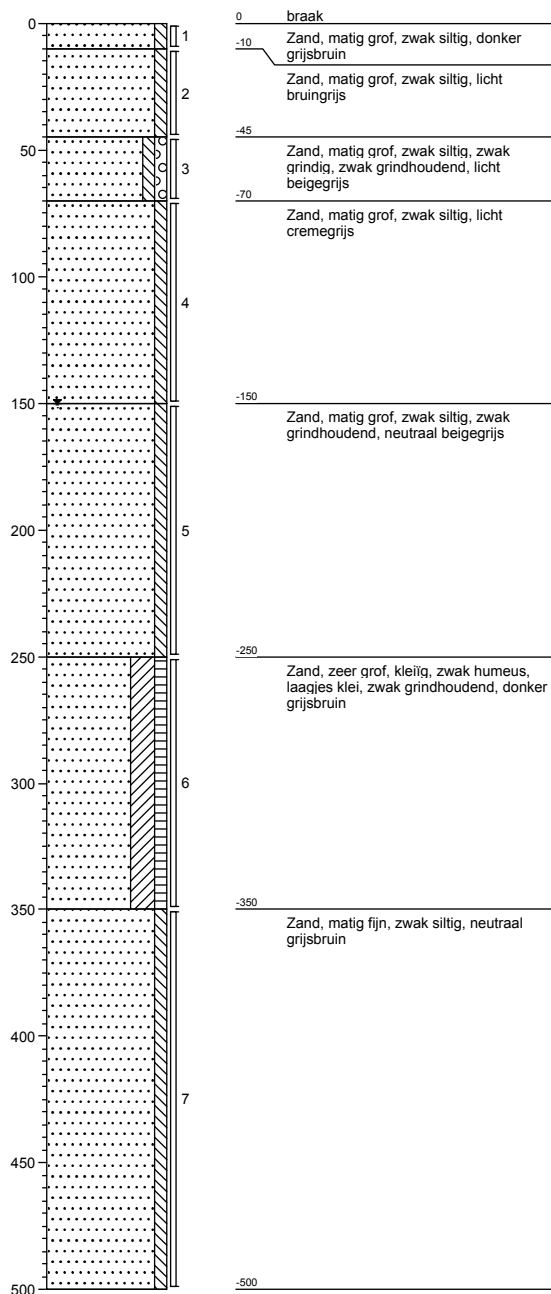 0
0
braak
1
Zand, matig grof, zwak siltig, donker
grijsbruin
-10
2
Zand, matig grof, zwak siltig, licht
bruingrijs
-45
50
3
Zand, matig grof, zwak siltig, zwak
grindig, zwak grindhoudend, licht
beigegrijs
-70
Zand, matig grof, zwak siltig, licht
cremegrijs
100
4
150
-150
Zand, matig grof, zwak siltig, zwak
grindhoudend, neutraal beigegrijs
200
5
250
-250
Zand, zeer grof, kleiïg, zwak humeus,
laagjes klei, zwak grindhoudend, donker
grijsbruin
300
6
350
-350
Zand, matig fijn, zwak siltig, neutraal
grijsbruin
400
7
450
500
-500